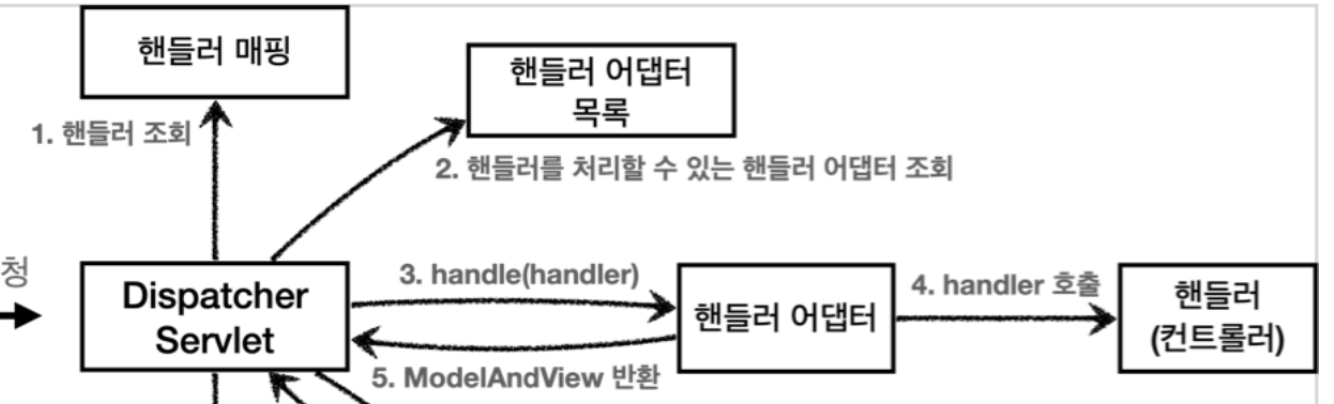 핸들러 매핑
핸들러 어댑터
목록
1. 핸들러 조회
2. 핸들러를 처리할 수 있는 핸들러 어댑터 조회
청
Dispatcher
Servlet
3. handle(handler)
핸들러 어댑터
4. handler 호출
핸들러
(컨트롤러)
5. ModelAndView 반환